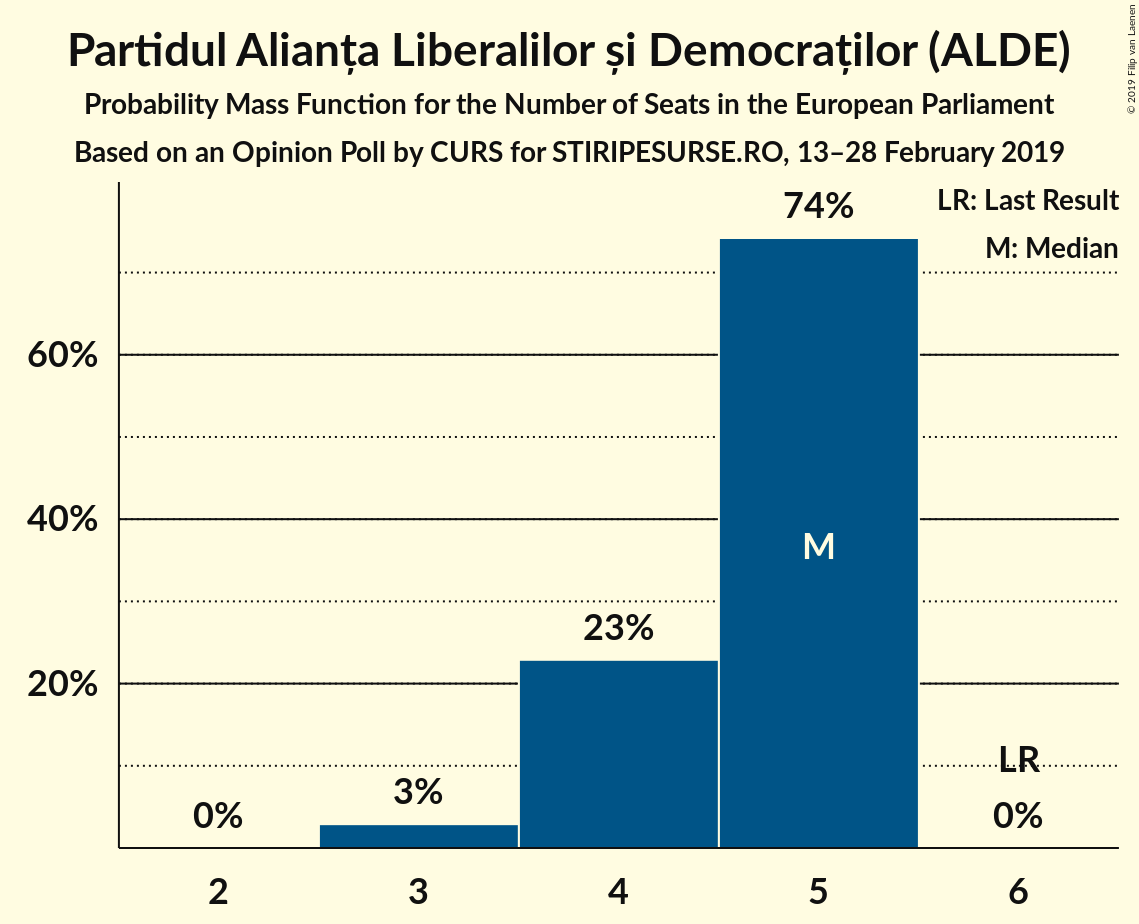 Partidul Alianța Liberalilor și Democraților (ALDE)
Probability Mass Function for the Number of Seats in the European Parliament
Based on an Opinion Poll by CURS for STIRIPESURSE.RO, 13–28 February 2019
© 2019 Filip van Laenen
LR: Last Result
M: Median
74%
60%
40%
20%
M
23%
3%
0%
LR
0%
2
3
4
5
6